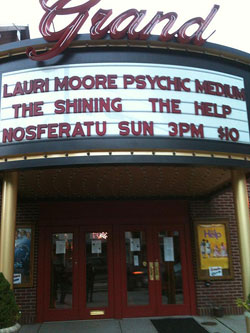 Grand
LAURI MOORE PSYCHIC MEDIUM
THE SHINING THE HELP
NOSFERATU SUN 3PM $10